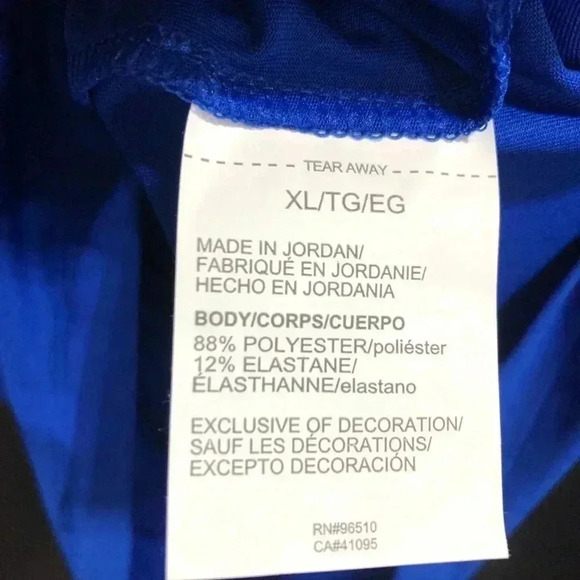 TEAR AWAY
XL/TG/EG
MADE IN JORDAN/
FABRIQUÉ EN JORDANIE/
HECHO EN JORDANIA
BODY/CORPS/CUERPO
88% POLYESTER/poliéster
12% ELASTANE/
ÉLASTHANNE/elastano
EXCLUSIVE OF DECORATION/
SAUF LES DÉCORATIONS/
EXCEPTO DECORACIÓN
RN#96510
CA#41095